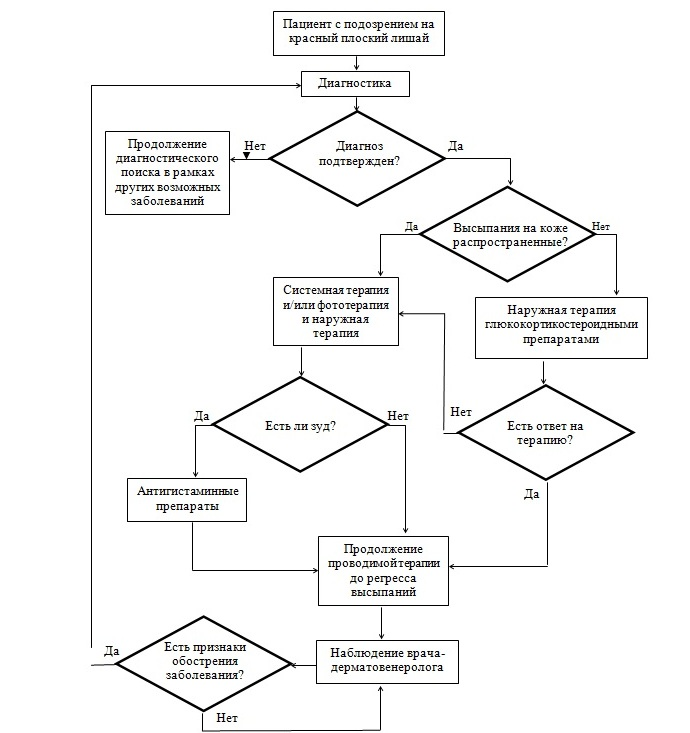 Пациент с подозрением на
красный плоский лишай
Диагностика
Диагноз
подтвержден?
Нет
Да
Продолжение
диагностического
поиска в рамках
других возможных
заболеваний
Высыпания на коже
распространенные?
Да
Нет
Системная терапия
и/или фототерапия
и наружная
терапия
Наружная терапия
глюкокортикостероидными
препаратами
Есть ли зуд?
Да
Нет
Есть ответ на
терапию?
Нет
Да
Антигистаминные
препараты
Продолжение
проводимой терапии
до регресса
высыпаний
Наблюдение врача-
дерматовенеролога
Есть признаки
обострения
заболевания?
Да
Нет